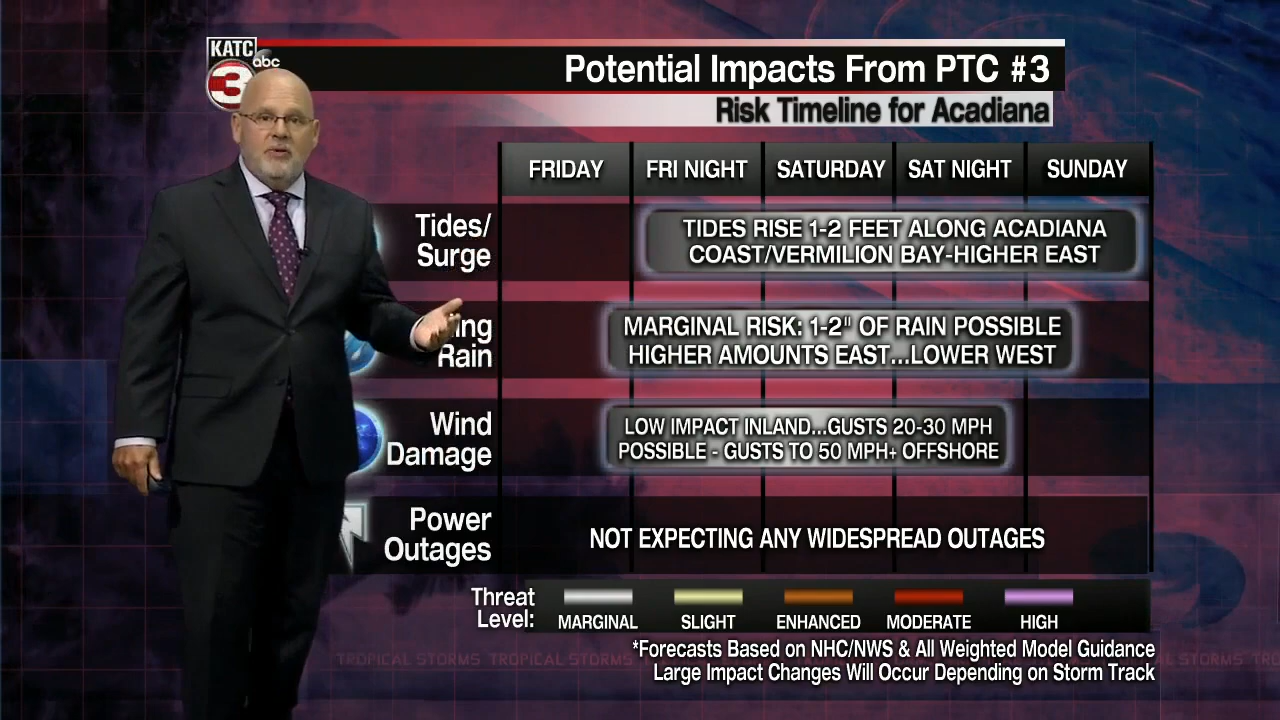 KATC
abc
3
Potential Impacts From PTC #3
Risk Timeline for Acadiana
FRIDAY FRI NIGHT SATURDAY SAT NIGHT SUNDAY
Tides/
Surge
TIDES RISE 1-2 FEET ALONG ACADIANA
COAST/VERMILION BAY-HIGHER EAST
Rain
MARGINAL RISK: 1-2" OF RAIN POSSIBLE
HIGHER AMOUNTS EAST...LOWER WEST
Wind
Damage
LOW IMPACT INLAND...GUSTS 20-30 MPH
POSSIBLE - GUSTS TO 50 MPH+ OFFSHORE
Power
Outages
NOT EXPECTING ANY WIDESPREAD OUTAGES
Threat
Level:
MARGINAL SLIGHT ENHANCED MODERATE HIGH
*Forecasts Based on NHC/NWS & All Weighted Model Guidance
Large Impact Changes Will Occur Depending on Storm Track
TROPICAL STORMS TROPICAL STORMS